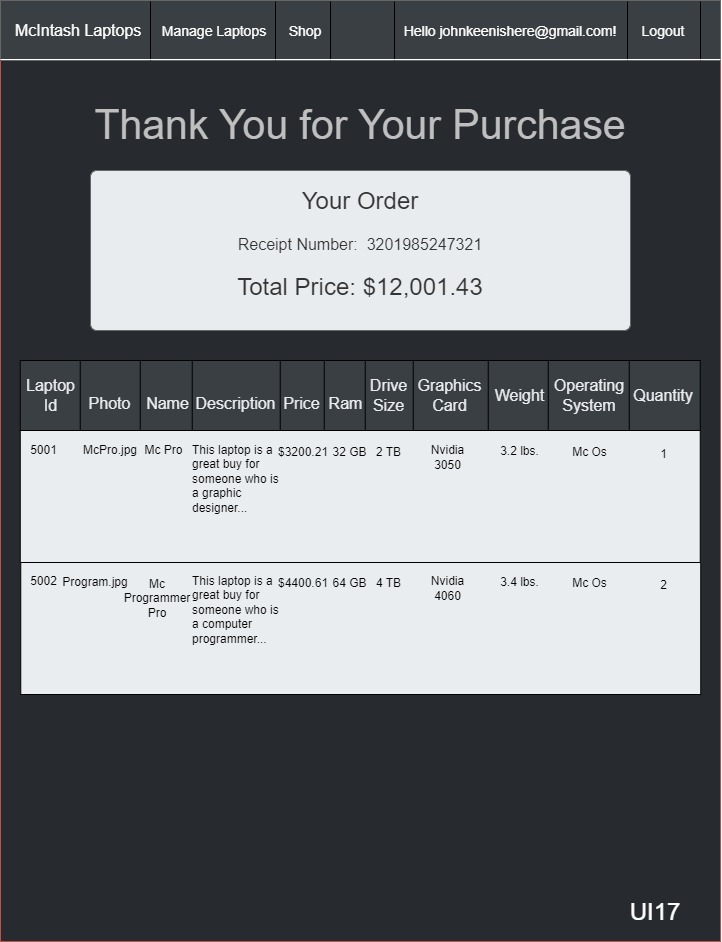 McIntash Laptops Manage Laptops Shop Hello johnkeenishere@gmail.com! Logout
Thank You for Your Purchase
Your Order
Receipt Number: 3201985247321
Total Price: $12,001.43
Laptop Id Photo Name Description Price Ram Drive Size Graphics Card Weight Operating System Quantity
5001 McPro.jpg Mc Pro This laptop is a $3200.21 32 GB 2 TB Nvidia 3.2 lbs. Mc Os 1
great buy for 3050
someone who is
a graphic
designer...
5002 Program.jpg Mc This laptop is a $4400.61 64 GB 4 TB Nvidia 3.4 lbs. Mc Os 2
Programmer great buy for 4060
Pro someone who is
a computer
programmer...
UI17